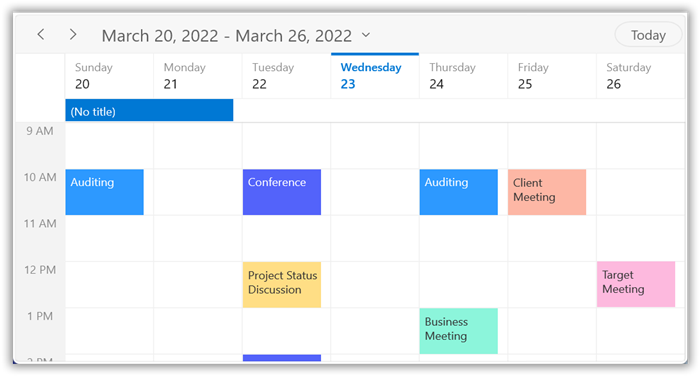 March 20, 2022 - March 26, 2022
Today
Sunday
20
Monday
21
Tuesday
22
Wednesday
23
Thursday
24
Friday
25
Saturday
26
(No title)
9 AM
10 AM
Auditing
Conference
Auditing
Client
Meeting
11 AM
12 PM
Project Status
Discussion
Target
Meeting
1 PM
Business
Meeting
2 PM